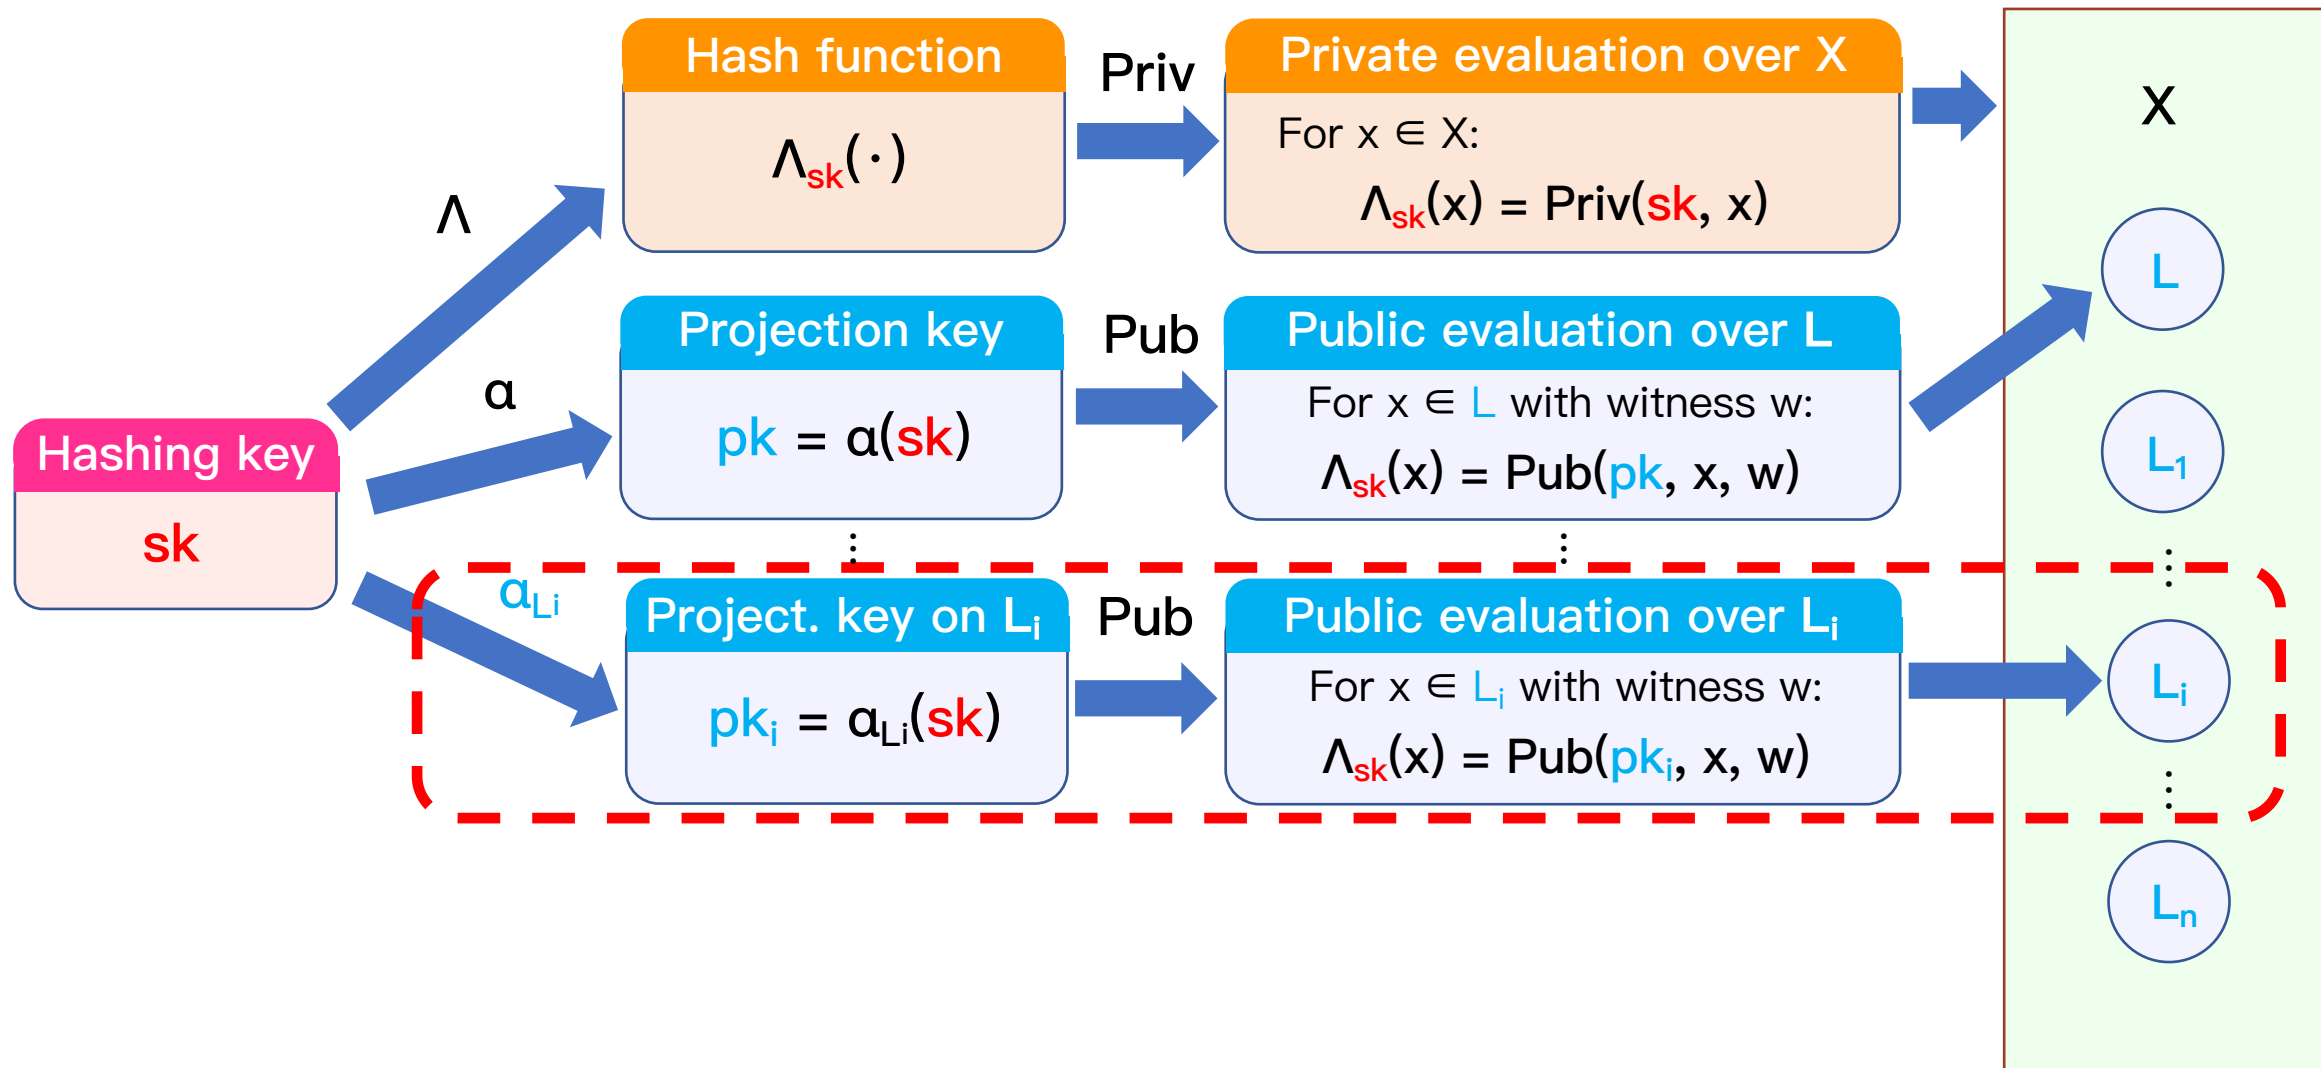 Hash function
Λsk(·)
Priv
Private evaluation over X
For x ∈ X:
Λsk(x) = Priv(sk, x)
X
Λ
L
Projection key
pk = α(sk)
Pub
Public evaluation over L
For x ∈ L with witness w:
Λsk(x) = Pub(pk, x, w)
α
L1
Hashing key
sk
⋮
⋮
⋮
αLi
Project. key on Li
pki = αLi(sk)
Pub
Public evaluation over Li
For x ∈ Li with witness w:
Λsk(x) = Pub(pki, x, w)
Li
⋮
Ln